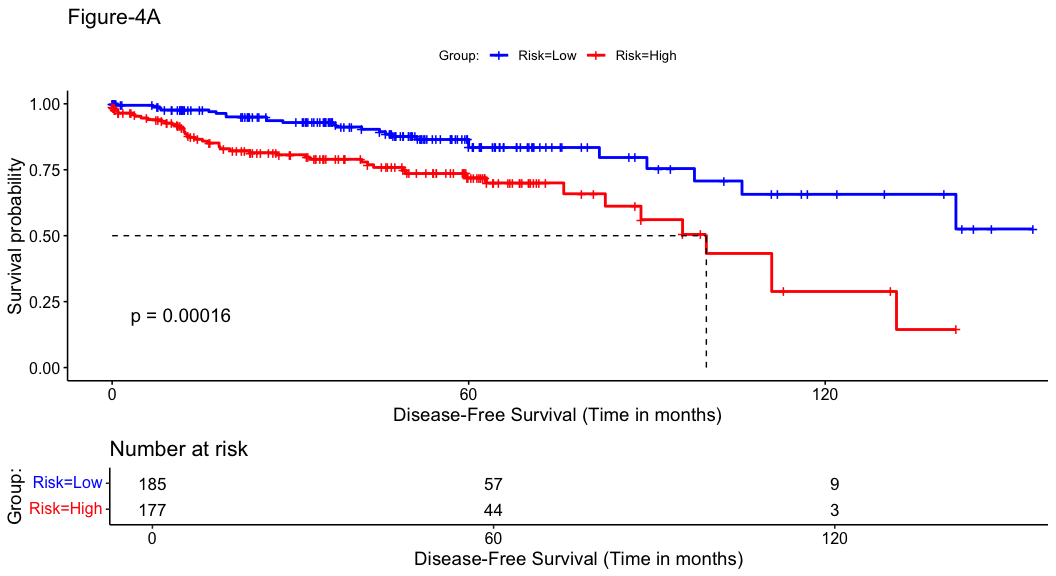 Figure-4A
Group: Risk=Low Risk=High
Survival probability
1.00
0.75
0.50
0.25
0.00
p = 0.00016
0 60 120
Disease-Free Survival (Time in months)
Number at risk
Group:
Risk=Low 185 57 9
Risk=High 177 44 3
0 60 120
Disease-Free Survival (Time in months)